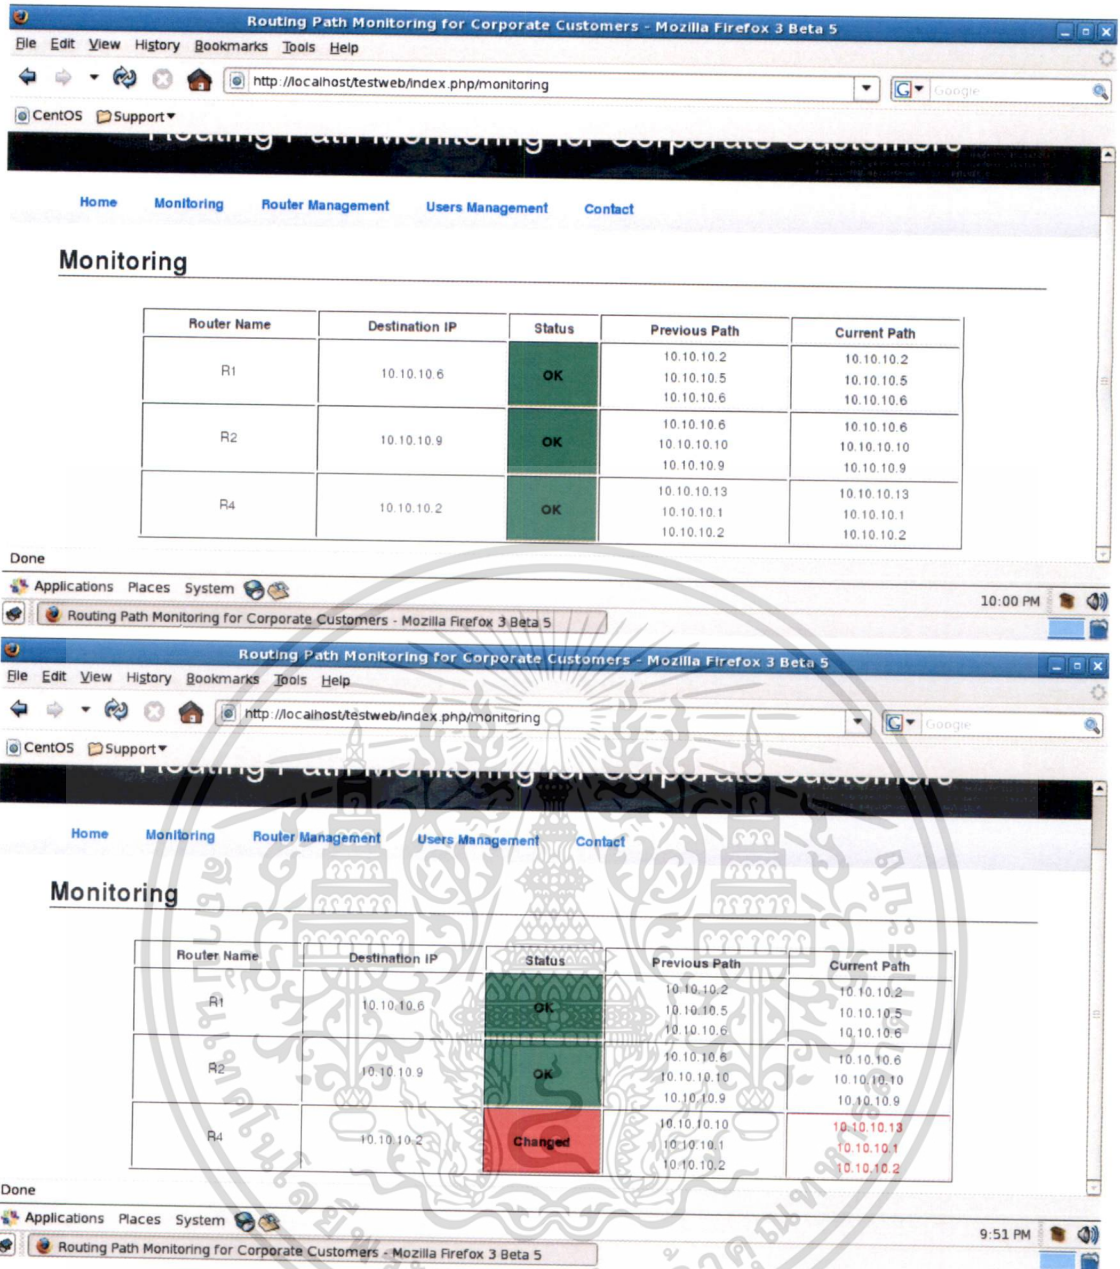 Routing Path Monitoring for Corporate Customers - Mozilla Firefox 3 Beta 5
File Edit View History Bookmarks Tools Help
http://localhost/testweb/index.php/monitoring
G Google
CentOS Support
Routing Path Monitoring for Corporate Customers
Home Monitoring Router Management Users Management Contact
Monitoring
Router Name Destination IP Status Previous Path Current Path
R1 10.10.10.6 OK 10.10.10.2 10.10.10.2
10.10.10.5 10.10.10.5
10.10.10.6 10.10.10.6
R2 10.10.10.9 OK 10.10.10.6 10.10.10.6
10.10.10.10 10.10.10.10
10.10.10.9 10.10.10.9
R4 10.10.10.2 OK 10.10.10.13 10.10.10.13
10.10.10.1 10.10.10.1
10.10.10.2 10.10.10.2
Done
Applications Places System 10:00 PM
Routing Path Monitoring for Corporate Customers - Mozilla Firefox 3 Beta 5
Routing Path Monitoring for Corporate Customers - Mozilla Firefox 3 Beta 5
File Edit View History Bookmarks Tools Help
http://localhost/testweb/index.php/monitoring
G Google
CentOS Support
Routing Path Monitoring for Corporate Customers
Home Monitoring Router Management Users Management Contact
Monitoring
Router Name Destination IP Status Previous Path Current Path
R1 10.10.10.6 OK 10.10.10.2 10.10.10.2
10.10.10.5 10.10.10.5
10.10.10.6 10.10.10.6
R2 10.10.10.9 OK 10.10.10.6 10.10.10.6
10.10.10.10 10.10.10.10
10.10.10.9 10.10.10.9
R4 10.10.10.2 Changed 10.10.10.10 10.10.10.13
10.10.10.1 10.10.10.1
10.10.10.2 10.10.10.2
Done
Applications Places System 9:51 PM
Routing Path Monitoring for Corporate Customers - Mozilla Firefox 3 Beta 5